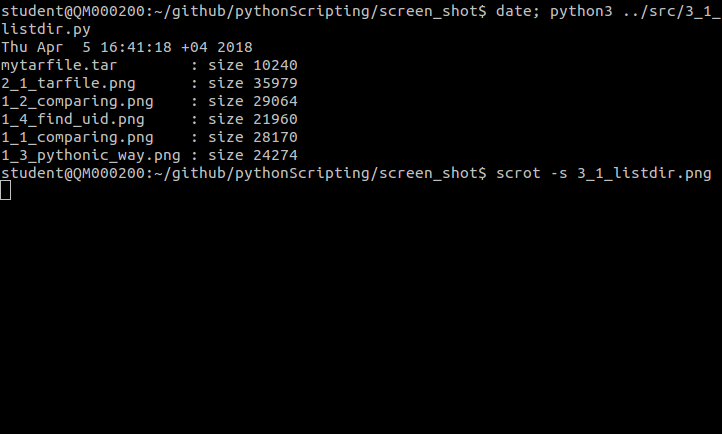 student@QM000200:~/github/pythonScripting/screen_shot$ date; python3 ../src/3_1_
listdir.py
Thu Apr  5 16:41:18 +04 2018
mytarfile.tar        : size 10240
2_1_tarfile.png      : size 35979
1_2_comparing.png    : size 29064
1_4_find_uid.png     : size 21960
1_1_comparing.png    : size 28170
1_3_pythonic_way.png : size 24274
student@QM000200:~/github/pythonScripting/screen_shot$ scrot -s 3_1_listdir.png